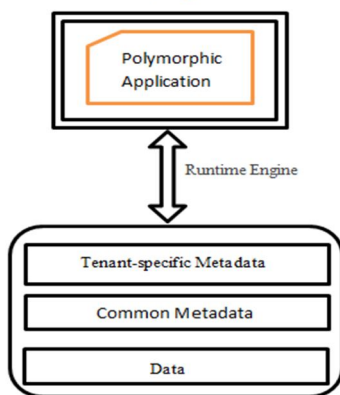 Polymorphic
Application
Runtime Engine
Tenant-specific Metadata
Common Metadata
Data